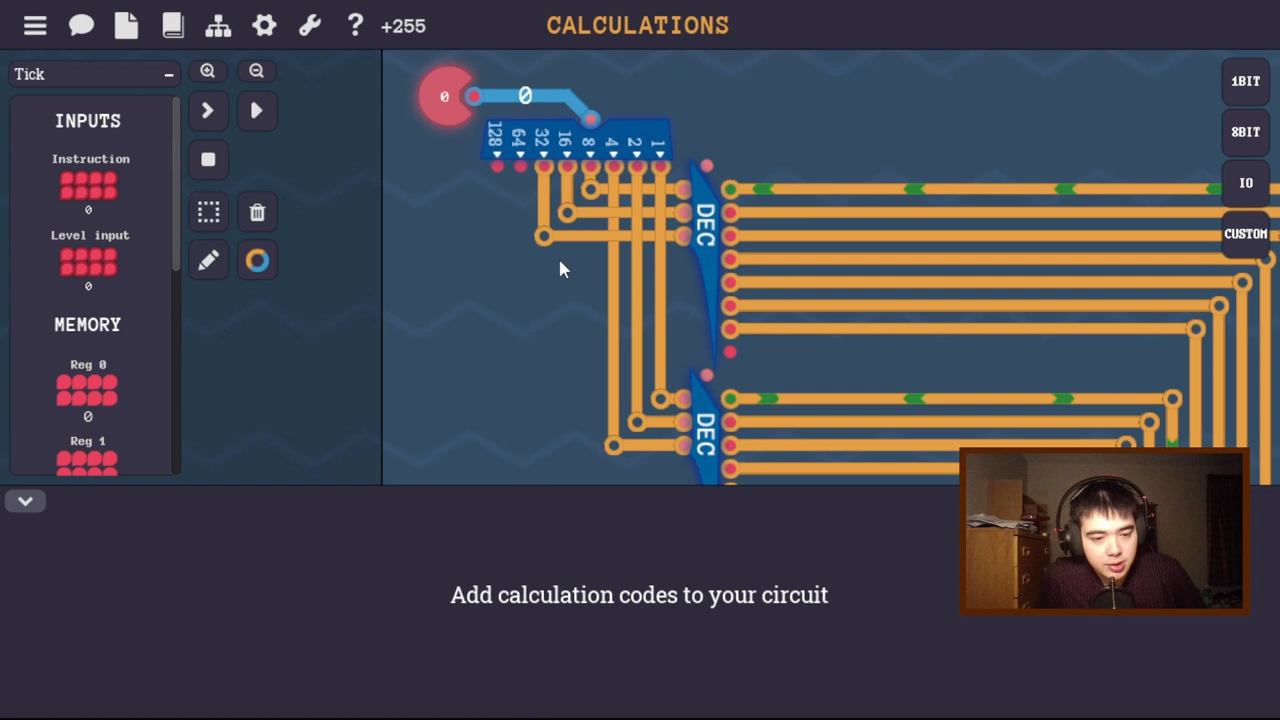 +255
CALCULATIONS
Tick
INPUTS
Instruction
0
Level input
0
MEMORY
Reg 0
0
Reg 1
0
0
128 64 32 16 8 4 2 1
DEC
DEC
1BIT
8BIT
IO
CUSTOM
Add calculation codes to your circuit